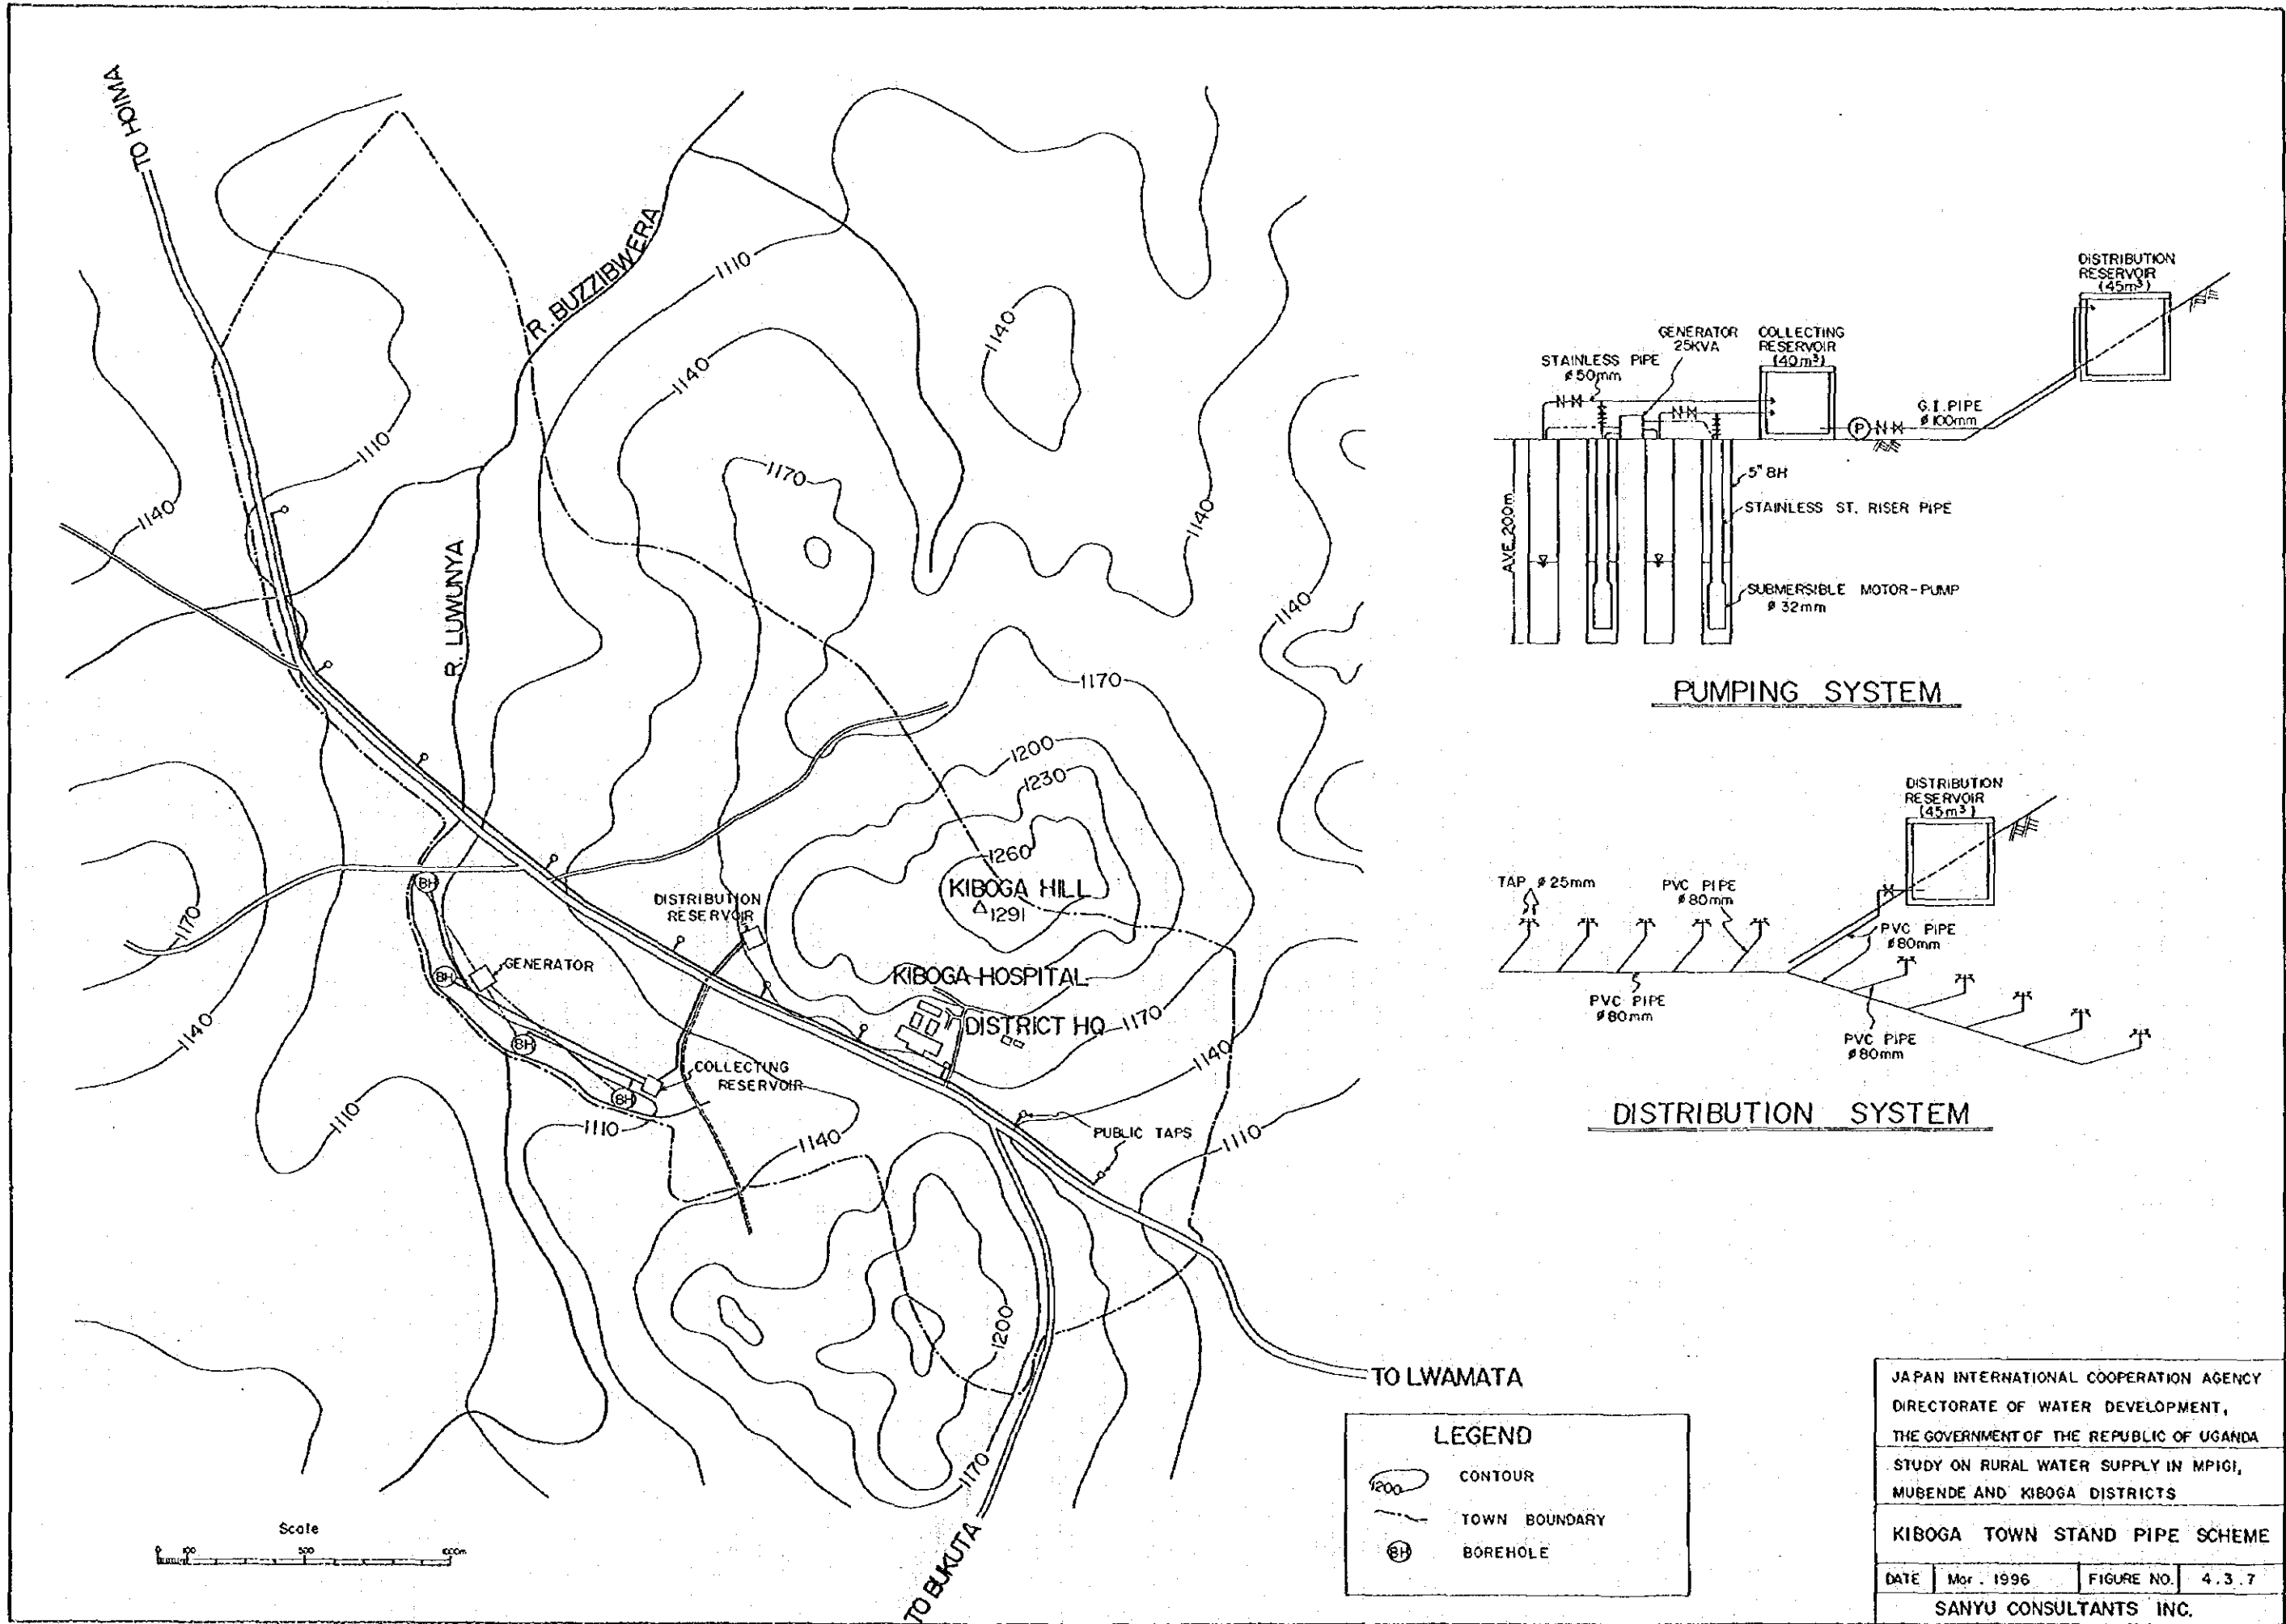 TO HOIMA
R. BUZZIBWERA
1110
1140
1140
1110
1170
1140
1140
R. LUWUNYA
1140
1170
1200
1230
1260
KIBOGA HILL
△1291
BH
DISTRIBUTION
RESERVOIR
1170
GENERATOR
BH
KIBOGA HOSPITAL
DISTRICT HQ
1170
1140
BH
1140
COLLECTING
RESERVOIR
BH
1110
1110
1140
PUBLIC TAPS
1110
1200
TO LWAMATA
1170
TO BUKUTA
Scale
0 100 500 1000m
DISTRIBUTION
RESERVOIR
(45m³)
GENERATOR
25KVA
COLLECTING
RESERVOIR
(40m³)
STAINLESS PIPE
ø50mm
G.I. PIPE
ø100mm
P
5" BH
STAINLESS ST. RISER PIPE
AVE.200m
SUBMERSIBLE MOTOR-PUMP
ø 32mm
PUMPING SYSTEM
DISTRIBUTION
RESERVOIR
(45m³)
TAP ø25mm
PVC PIPE
ø80mm
PVC PIPE
ø80mm
PVC PIPE
ø80mm
PVC PIPE
ø80mm
DISTRIBUTION SYSTEM
LEGEND
1200 CONTOUR
TOWN BOUNDARY
BH BOREHOLE
JAPAN INTERNATIONAL COOPERATION AGENCY
DIRECTORATE OF WATER DEVELOPMENT,
THE GOVERNMENT OF THE REPUBLIC OF UGANDA
STUDY ON RURAL WATER SUPPLY IN MPIGI,
MUBENDE AND KIBOGA DISTRICTS
KIBOGA TOWN STAND PIPE SCHEME
DATE Mar. 1996 FIGURE NO. 4.3.7
SANYU CONSULTANTS INC.